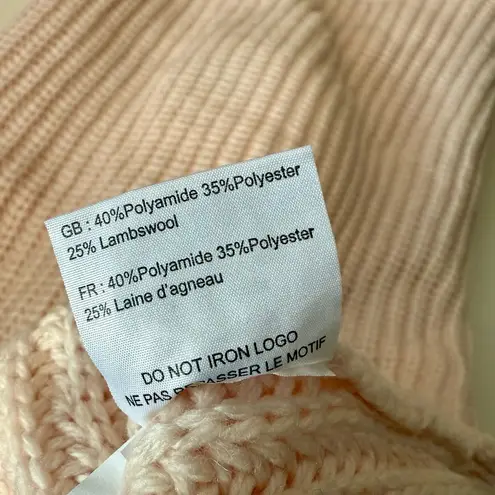 GB : 40%Polyamide 35%Polyester
25% Lambswool
FR : 40%Polyamide 35%Polyester
25% Laine d'agneau
DO NOT IRON LOGO
NE PAS REPASSER LE MOTIF